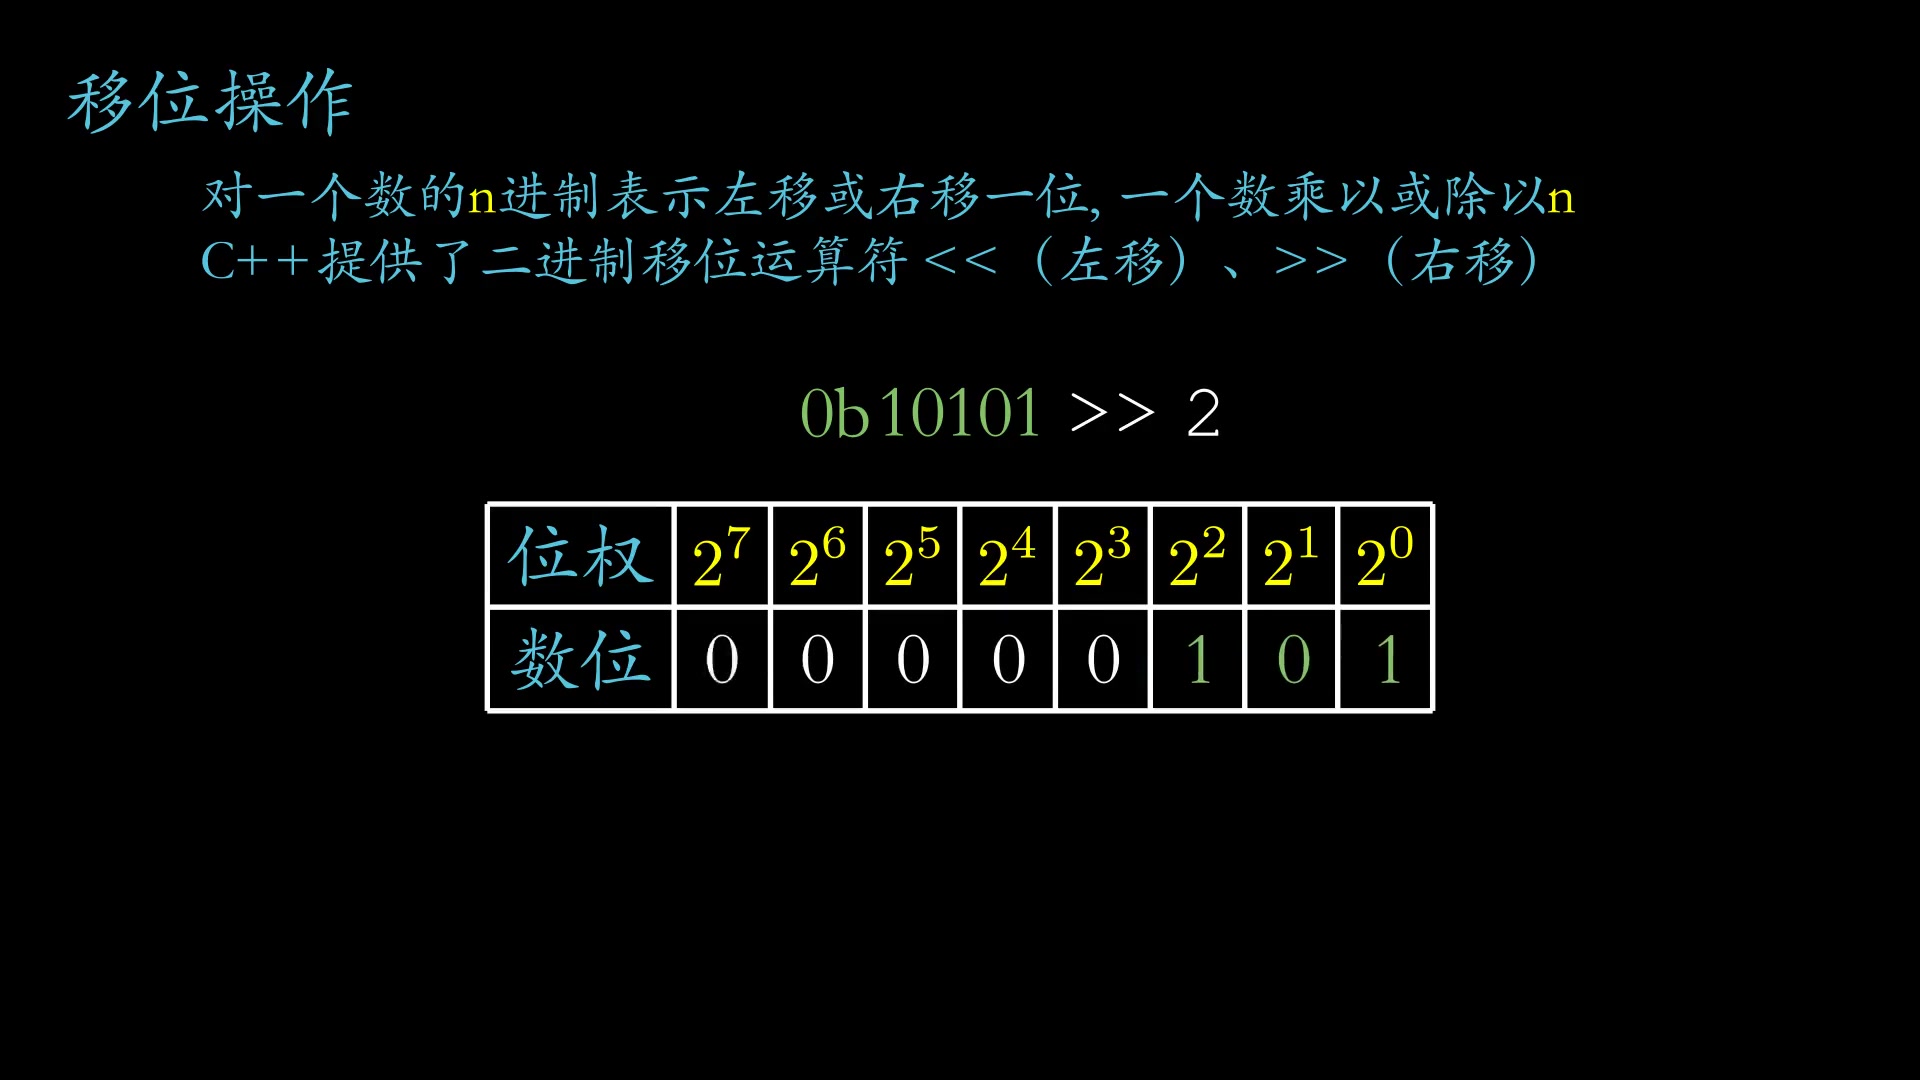 移位操作
对一个数的n进制表示左移或右移一位, 一个数乘以或除以n
C++提供了二进制移位运算符 <<（左移）、>>（右移）
0b10101 >> 2
位权 2^7 2^6 2^5 2^4 2^3 2^2 2^1 2^0
数位 0 0 0 0 0 1 0 1